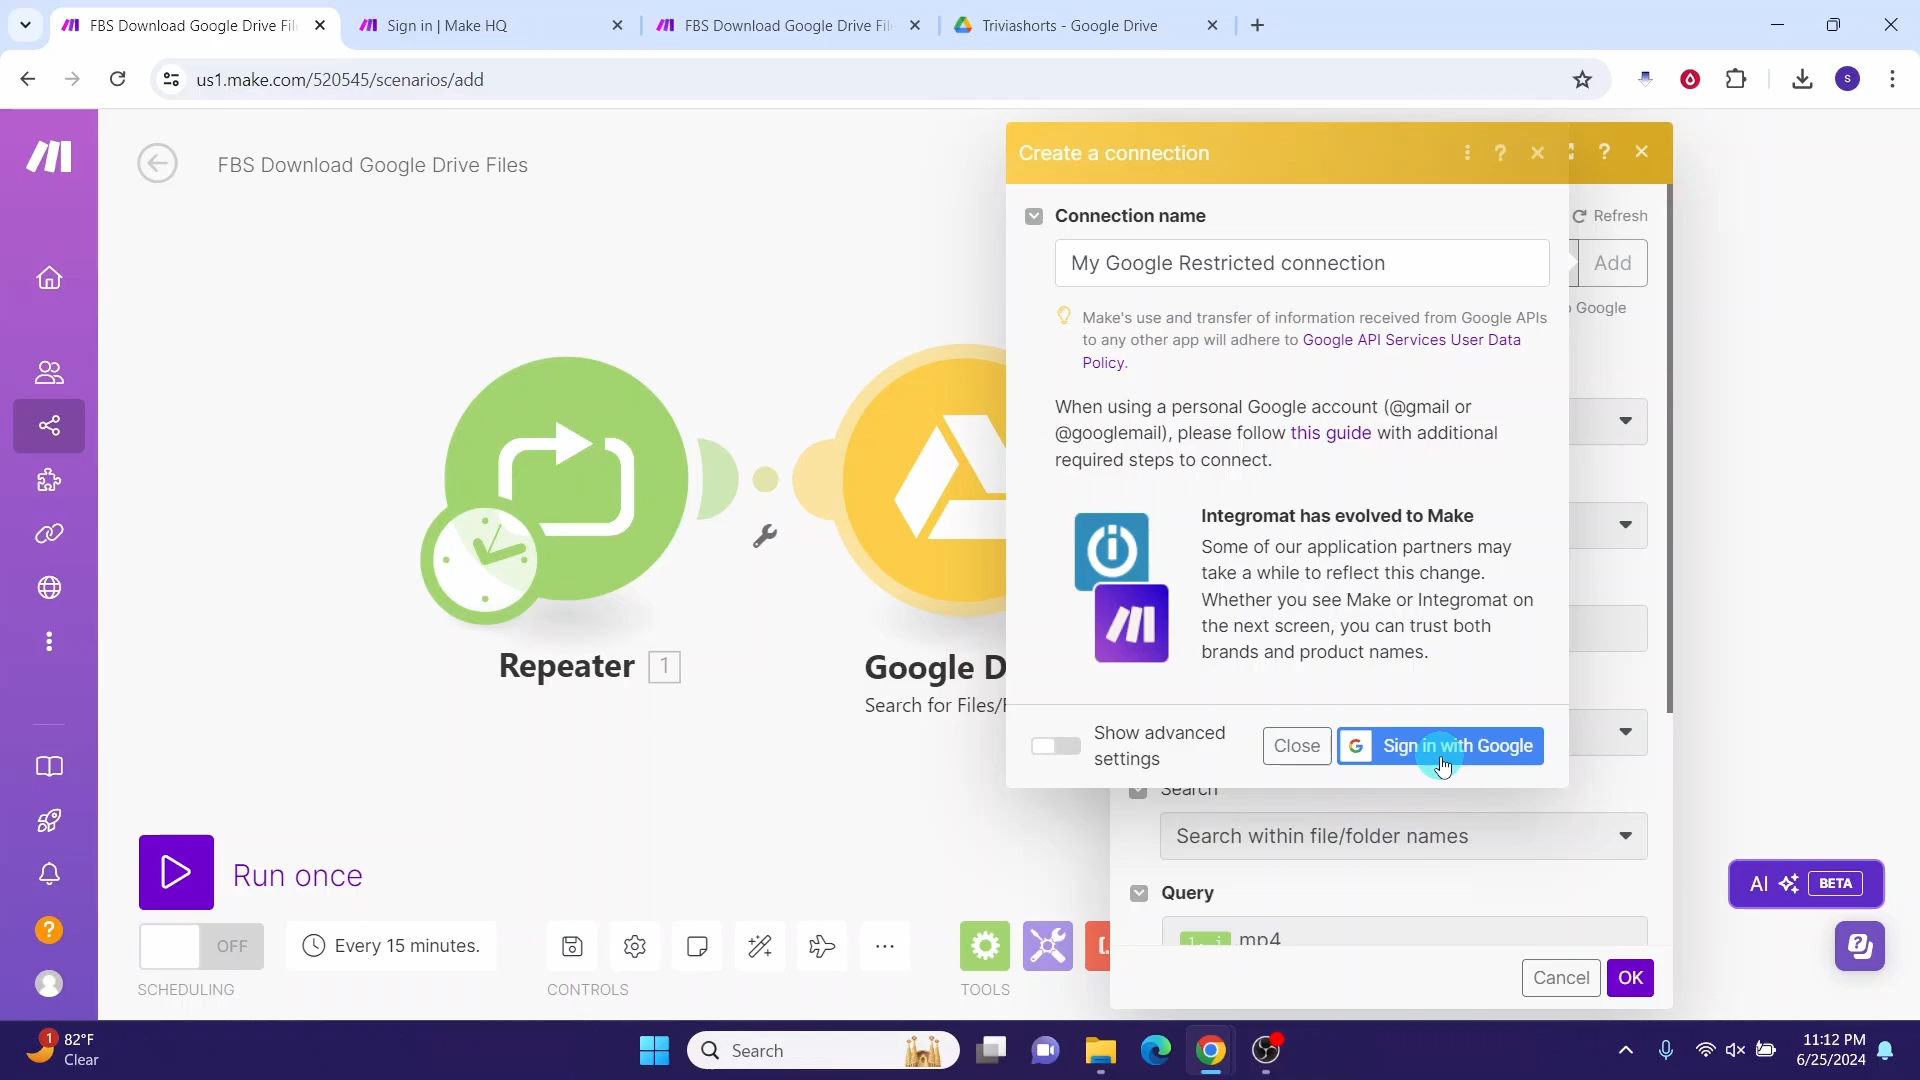 FBS Download Google Drive File
Sign in | Make HQ
FBS Download Google Drive File
Triviashorts - Google Drive
us1.make.com/520545/scenarios/add
S
FBS Download Google Drive Files
Create a connection
?
?
Connection name
Refresh
My Google Restricted connection
Add
Google
Make's use and transfer of information received from Google APIs
to any other app will adhere to Google API Services User Data
Policy.
When using a personal Google account (@gmail or
@googlemail), please follow this guide with additional
required steps to connect.
Integromat has evolved to Make
Some of our application partners may
take a while to reflect this change.
Whether you see Make or Integromat on
the next screen, you can trust both
brands and product names.
Repeater 1
Google D
Search for Files/F
Show advanced
settings
Close
Sign in with Google
Search
Search within file/folder names
Query
1. i mp4
Cancel
OK
Run once
OFF
Every 15 minutes.
SCHEDULING
CONTROLS
TOOLS
AI BETA
?
1
82°F
Clear
Search
11:12 PM
6/25/2024